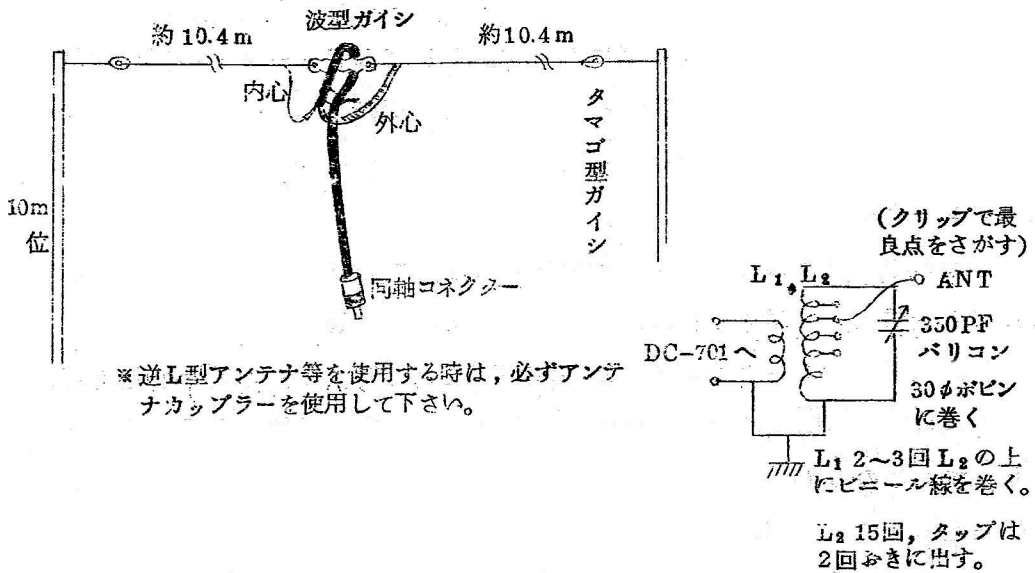 波型ガイシ
約 10.4m
約10.4m
内心
外心
タマゴ型ガイシ
10m
位
同軸コネクター
※逆L型アンテナ等を使用する時は,必ずアンテ
ナカップラーを使用して下さい。
(クリップで最
良点をさがす)
L₁ L₂
ANT
DC-701へ
350PF
バリコン
30φボビン
に巻く
L₁ 2~3回 L₂の上
にビニール線を巻く。
L₂ 15回,タップは
2回おきに出す。